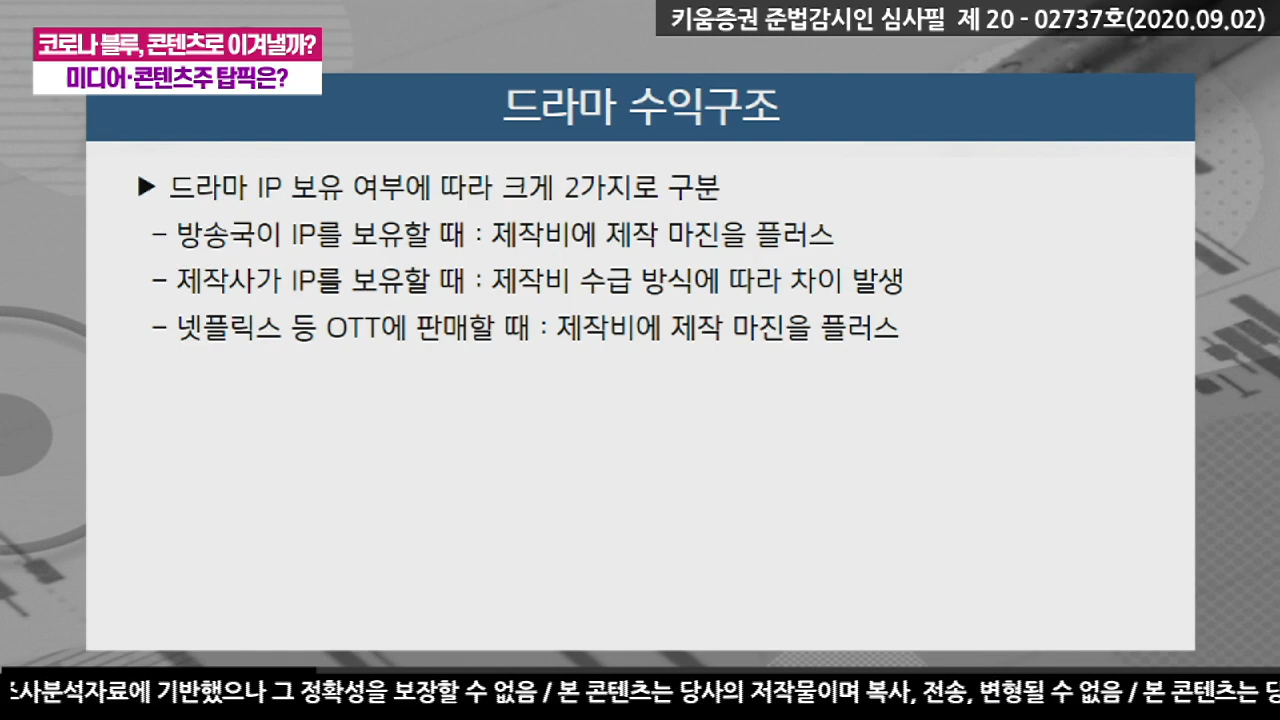 키움증권 준법감시인 심사필 제 20 - 02737호(2020.09.02)
코로나 블루, 콘텐츠로 이겨낼까?
미디어·콘텐츠주 탑픽은?
드라마 수익구조
▶ 드라마 IP 보유 여부에 따라 크게 2가지로 구분
– 방송국이 IP를 보유할 때 : 제작비에 제작 마진을 플러스
– 제작사가 IP를 보유할 때 : 제작비 수급 방식에 따라 차이 발생
– 넷플릭스 등 OTT에 판매할 때 : 제작비에 제작 마진을 플러스
사분석자료에 기반했으나 그 정확성을 보장할 수 없음 / 본 콘텐츠는 당사의 저작물이며 복사, 전송, 변형될 수 없음 / 본 콘텐츠는